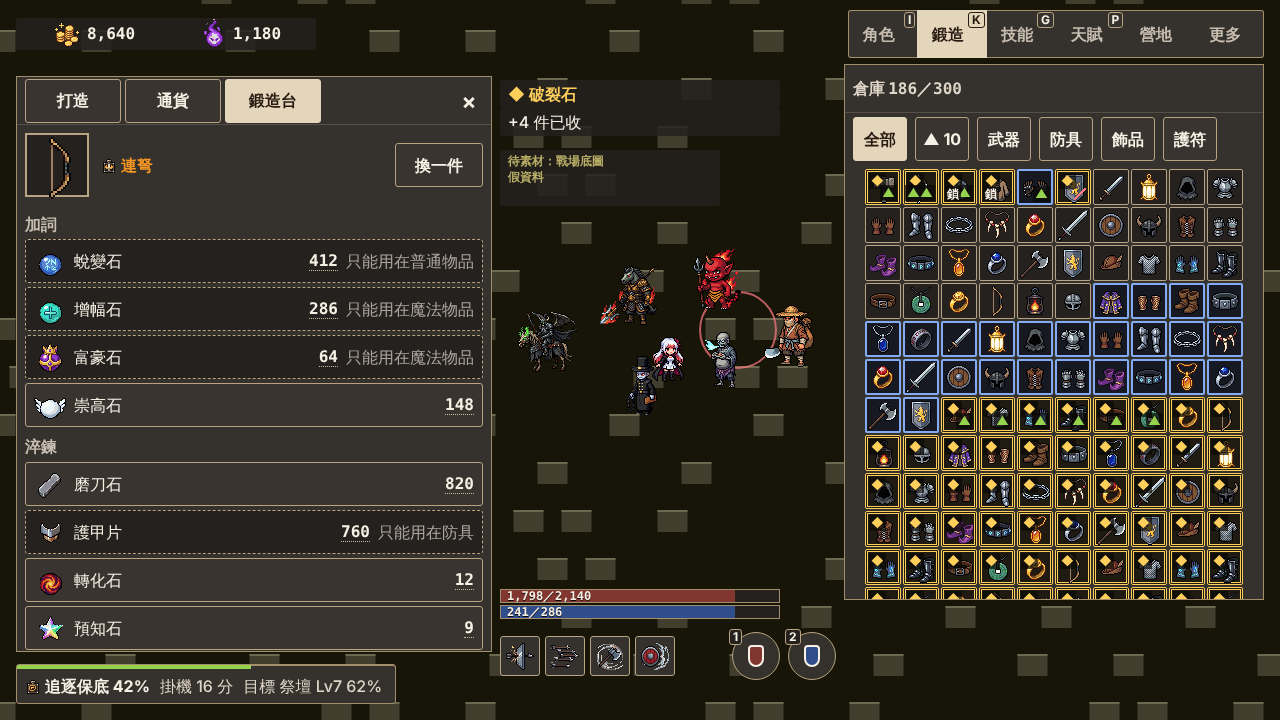 8,640
1,180
角色 I
鍛造 K
技能 G
天賦 P
營地
更多
打造
通貨
鍛造台
×
連弩
換一件
加詞
蛻變石 412 只能用在普通物品
增幅石 286 只能用在魔法物品
富豪石 64 只能用在魔法物品
崇高石 148
淬鍊
磨刀石 820
護甲片 760 只能用在防具
轉化石 12
預知石 9
追逐保底 42% 掛機 16 分 目標 祭壇 Lv7 62%
破裂石
+4 件已收
待素材：戰場底圖
假資料
1,798／2,140
241／286
1
2
倉庫 186／300
全部
▲ 10
武器
防具
飾品
護符
鎖
鎖